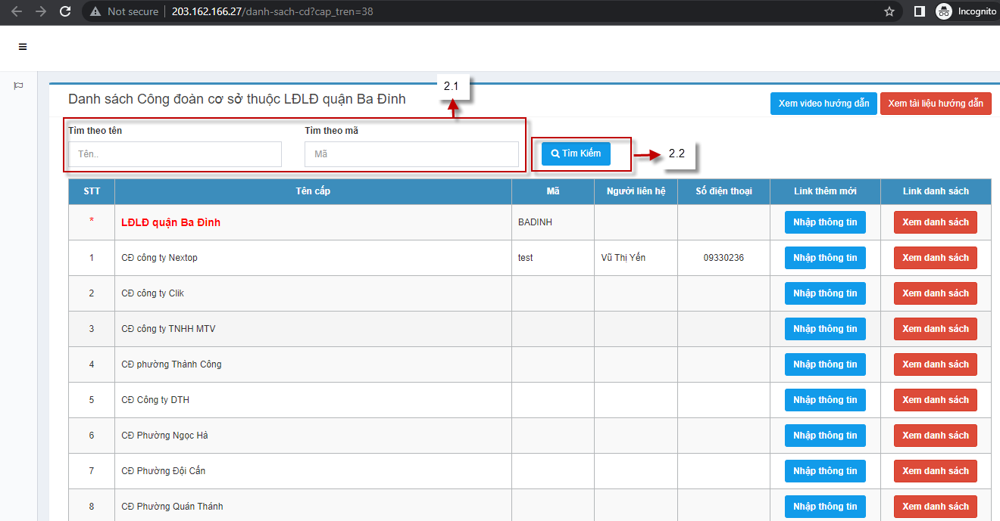 Not secure | 203.162.166.27/danh-sach-cd?cap_tren=38 Incognito
2.1
Danh sách Công đoàn cơ sở thuộc LĐLĐ quận Ba Đình
Xem video hướng dẫn Xem tài liệu hướng dẫn
Tìm theo tên Tìm theo mã
Tên.. Mã Tìm Kiếm 2.2
STT Tên cấp Mã Người liên hệ Số điện thoại Link thêm mới Link danh sách
* LĐLĐ quận Ba Đình BADINH Nhập thông tin Xem danh sách
1 CĐ công ty Nextop test Vũ Thị Yến 09330236 Nhập thông tin Xem danh sách
2 CĐ công ty Clik Nhập thông tin Xem danh sách
3 CĐ công ty TNHH MTV Nhập thông tin Xem danh sách
4 CĐ phường Thành Công Nhập thông tin Xem danh sách
5 CĐ Công ty DTH Nhập thông tin Xem danh sách
6 CĐ Phường Ngọc Hà Nhập thông tin Xem danh sách
7 CĐ Phường Đội Cấn Nhập thông tin Xem danh sách
8 CĐ Phường Quán Thánh Nhập thông tin Xem danh sách